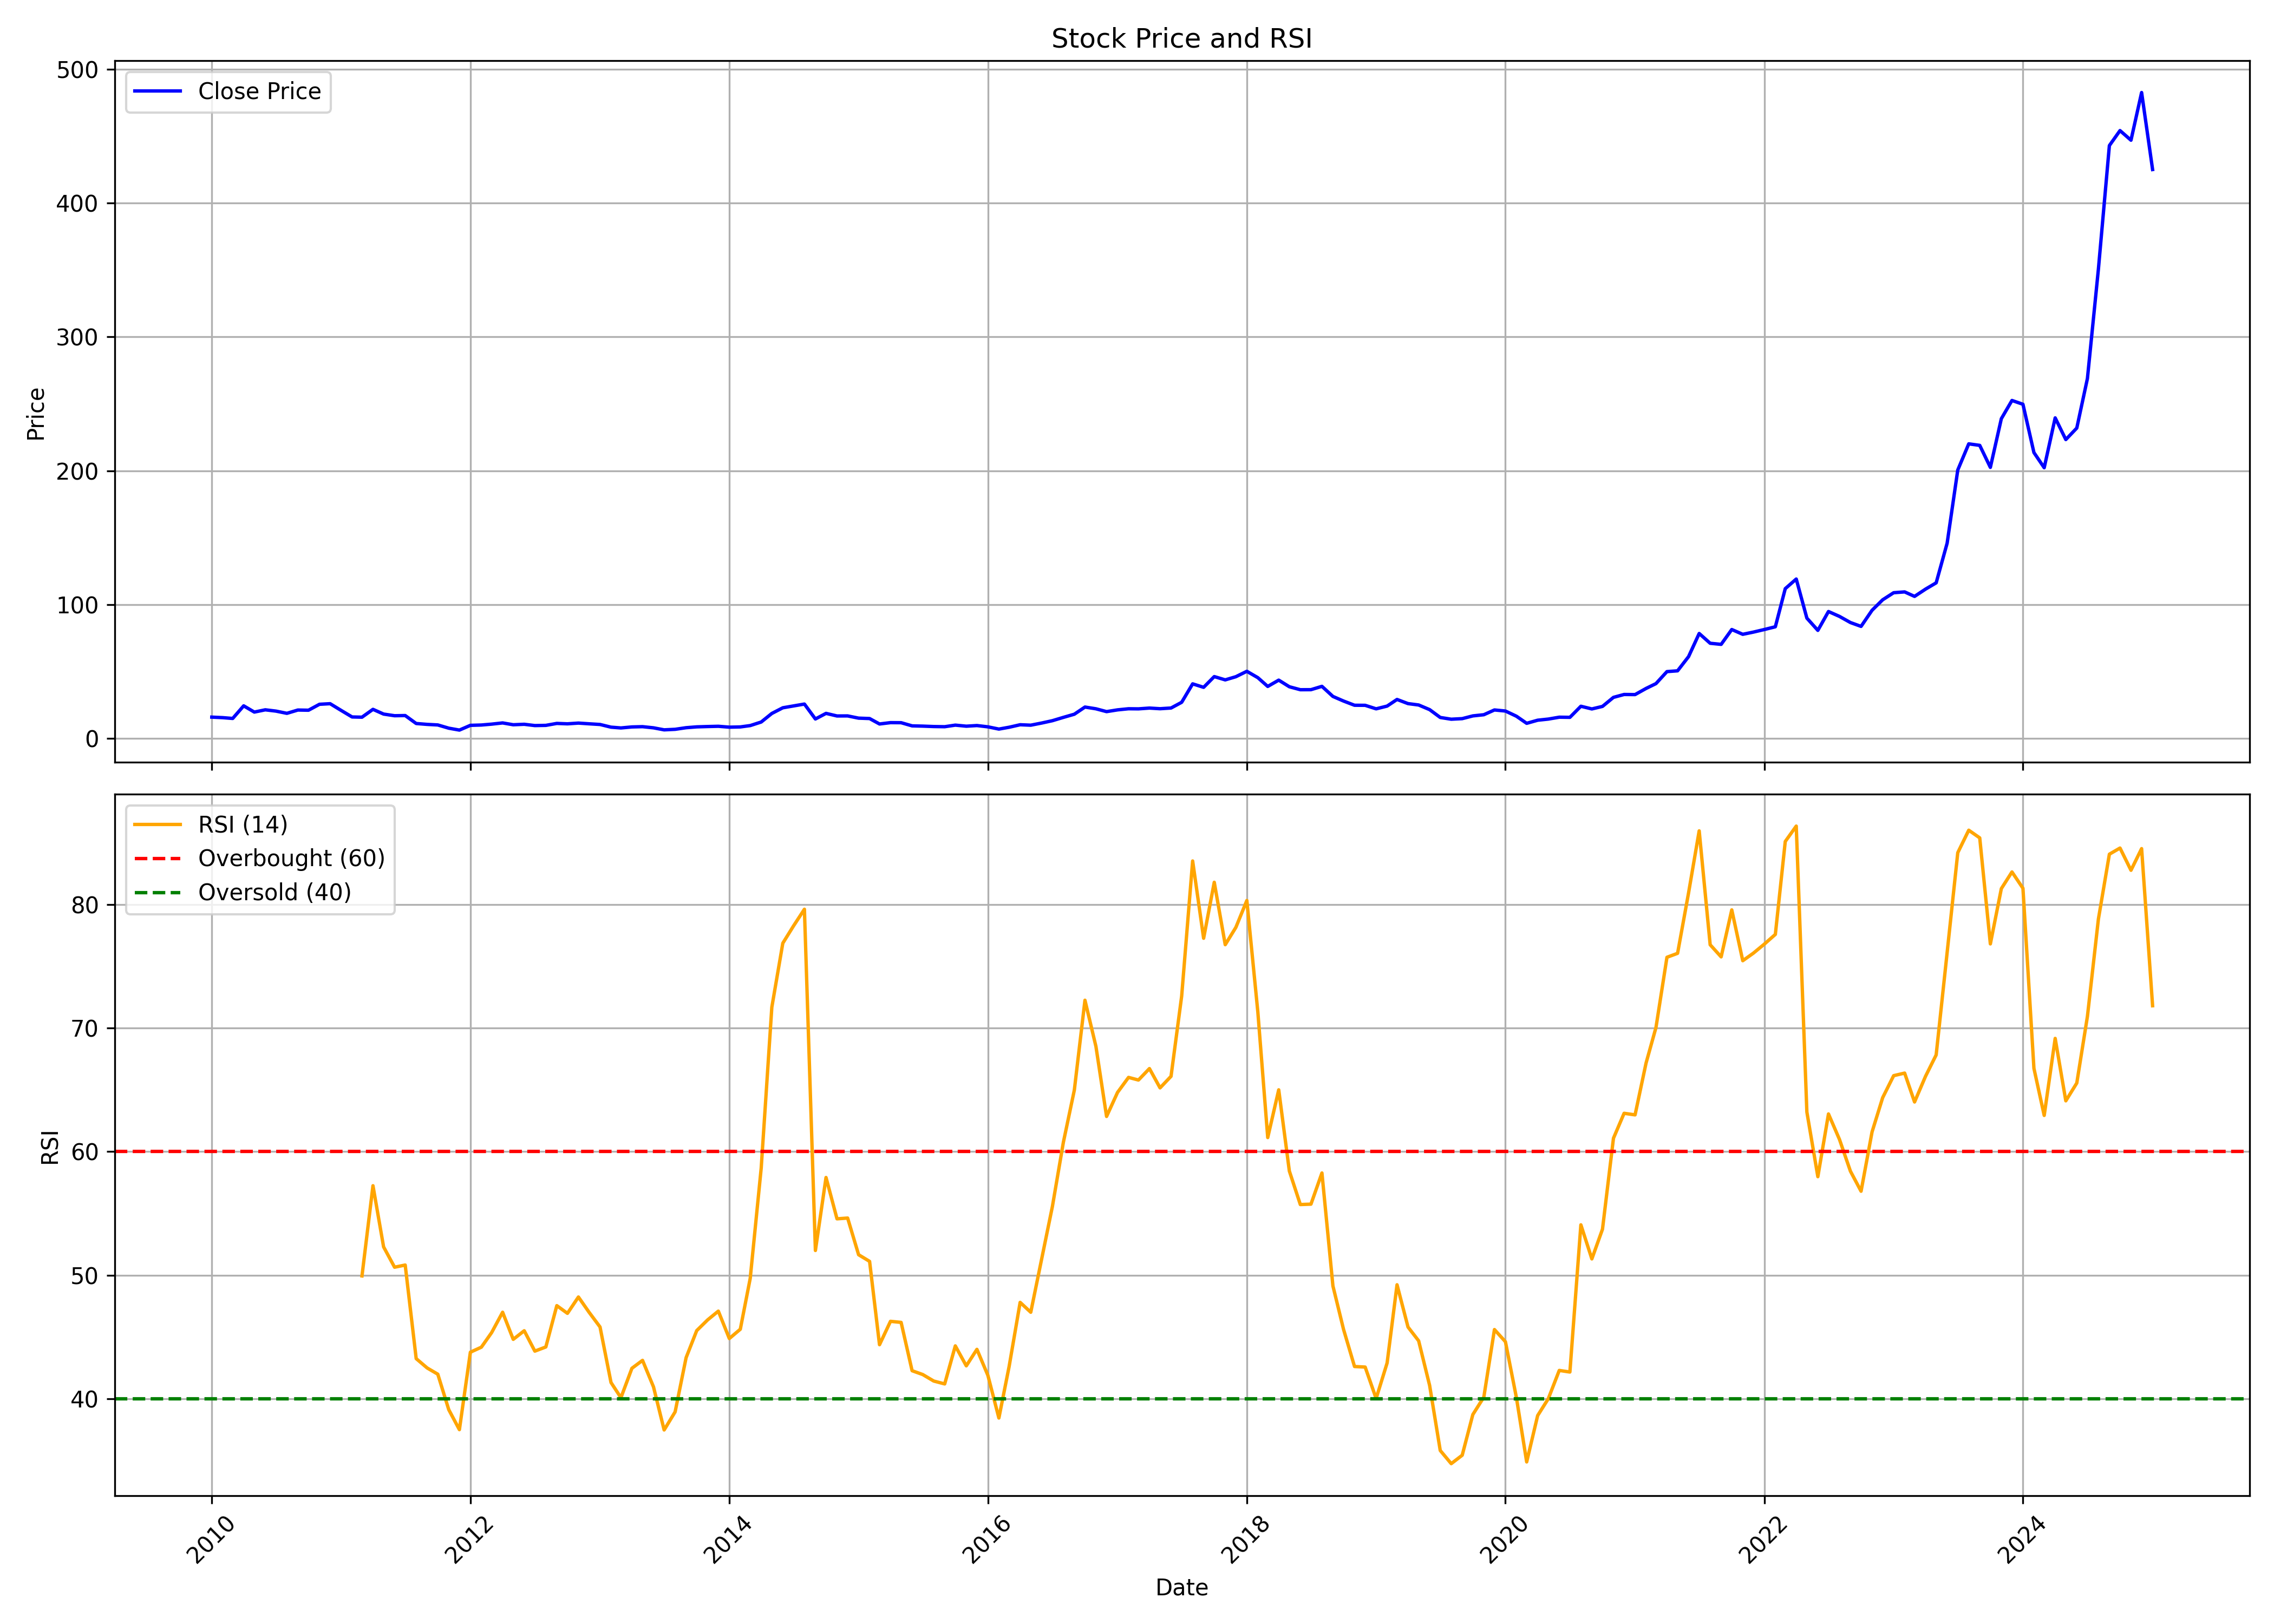 Stock Price and RSI
Close Price
500
400
300
200
100
0
Price
RSI (14)
Overbought (60)
Oversold (40)
80
70
60
50
40
RSI
2010
2012
2014
2016
2018
2020
2022
2024
Date